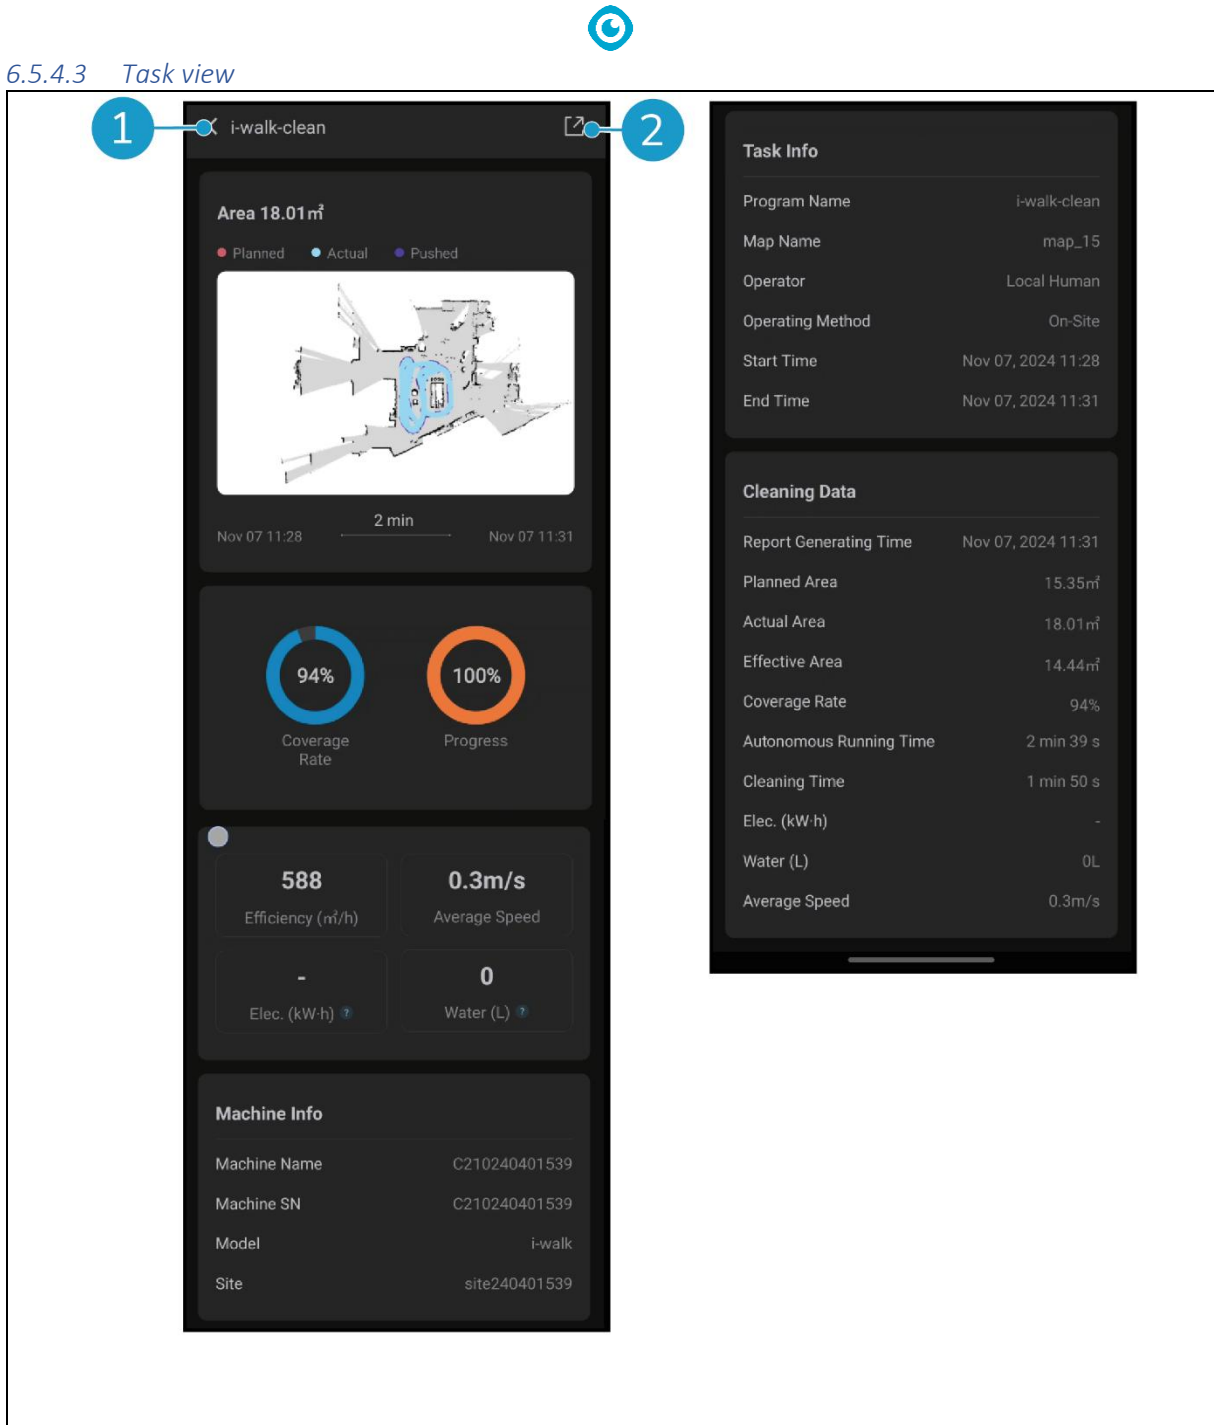 6.5.4.3 Task view
1
i-walk-clean
2
Area 18.01㎡
Planned Actual Pushed
2 min
Nov 07 11:28 Nov 07 11:31
94% 100%
Coverage Progress
Rate
588 0.3m/s
Efficiency (㎡/h) Average Speed
- 0
Elec. (kW·h) ? Water (L) ?
Machine Info
Machine Name C210240401539
Machine SN C210240401539
Model i-walk
Site site240401539
Task Info
Program Name i-walk-clean
Map Name map_15
Operator Local Human
Operating Method On-Site
Start Time Nov 07, 2024 11:28
End Time Nov 07, 2024 11:31
Cleaning Data
Report Generating Time Nov 07, 2024 11:31
Planned Area 15.35㎡
Actual Area 18.01㎡
Effective Area 14.44㎡
Coverage Rate 94%
Autonomous Running Time 2 min 39 s
Cleaning Time 1 min 50 s
Elec. (kW·h) -
Water (L) 0L
Average Speed 0.3m/s